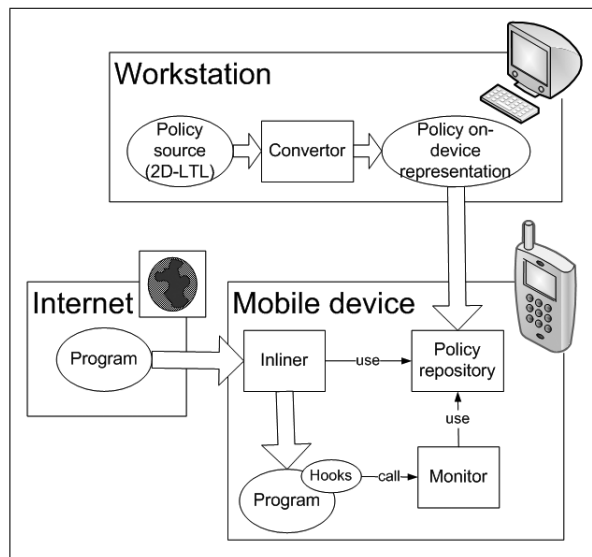 Workstation
Policy
source
(2D-LTL)
Convertor
Policy on-
device
representation
Internet
Program
Mobile device
Inliner
use
Policy
repository
use
Hooks
Program
call
Monitor